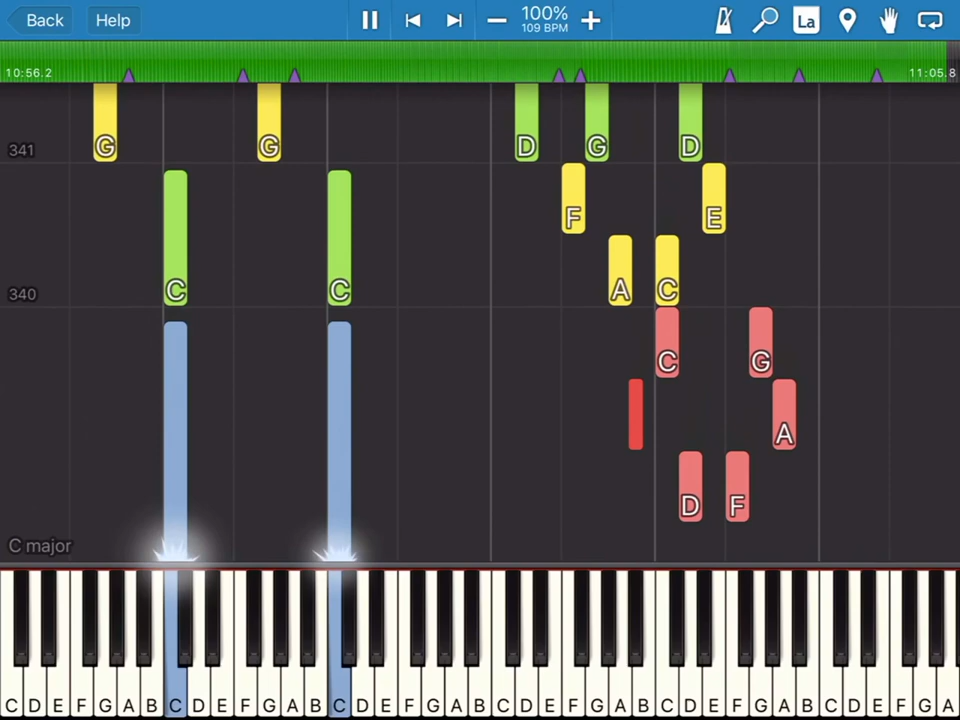 Back Help 100% 109 BPM La
10:56.2 11:05.8
G G D G D
341
F E
C C A C
340
C G
A
D F
C major
C D E F G A B C D E F G A B C D E F G A B C D E F G A B C D E F G A B C D E F G A